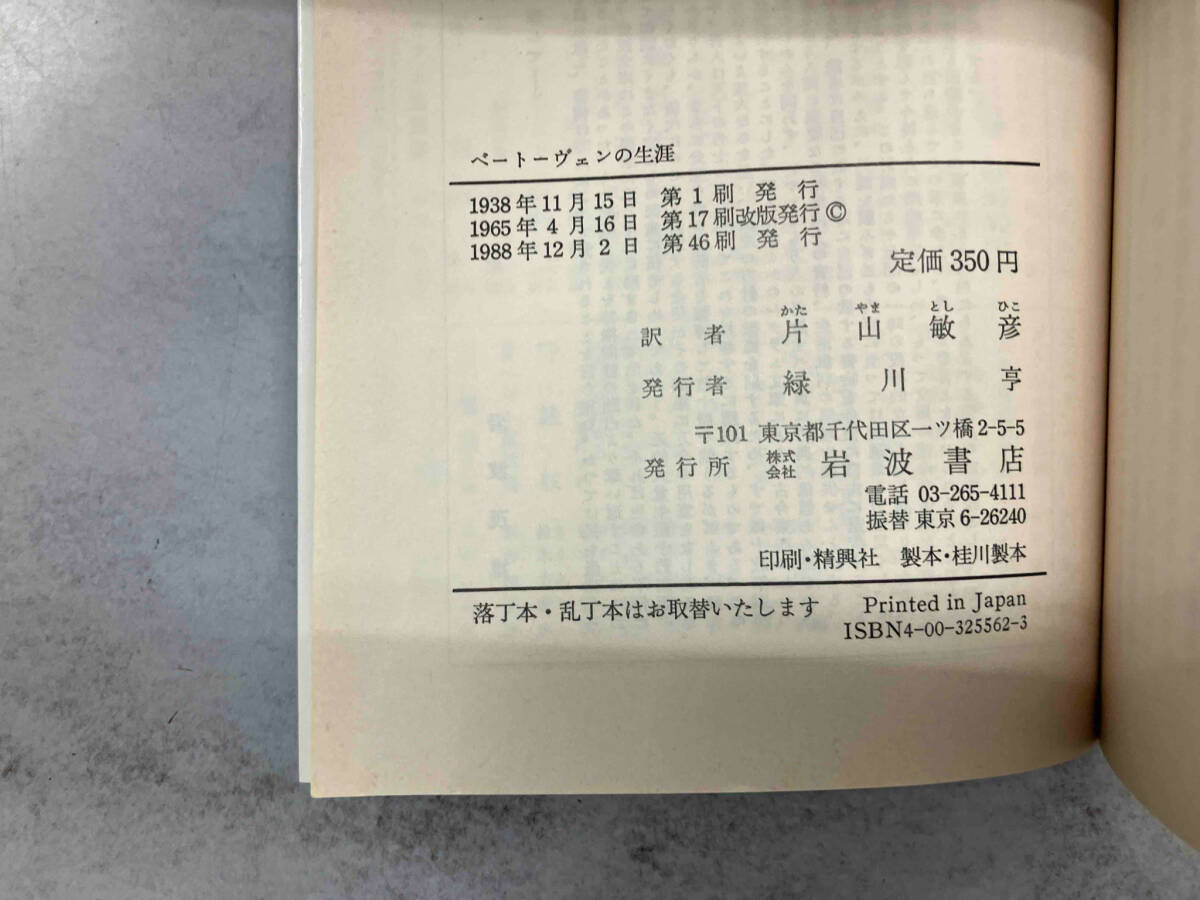 ベートーヴェンの生涯
1938年11月15日 第1刷発行
1965年4月16日 第17刷改版発行©
1988年12月2日 第46刷発行
定価350円
かた やま とし ひこ
訳者 片山敏彦
発行者 緑川亨
〒101 東京都千代田区一ツ橋2-5-5
発行所 株式会社 岩波書店
電話 03-265-4111
振替 東京6-26240
印刷・精興社 製本・桂川製本
落丁本・乱丁本はお取替いたします Printed in Japan
ISBN4-00-325562-3